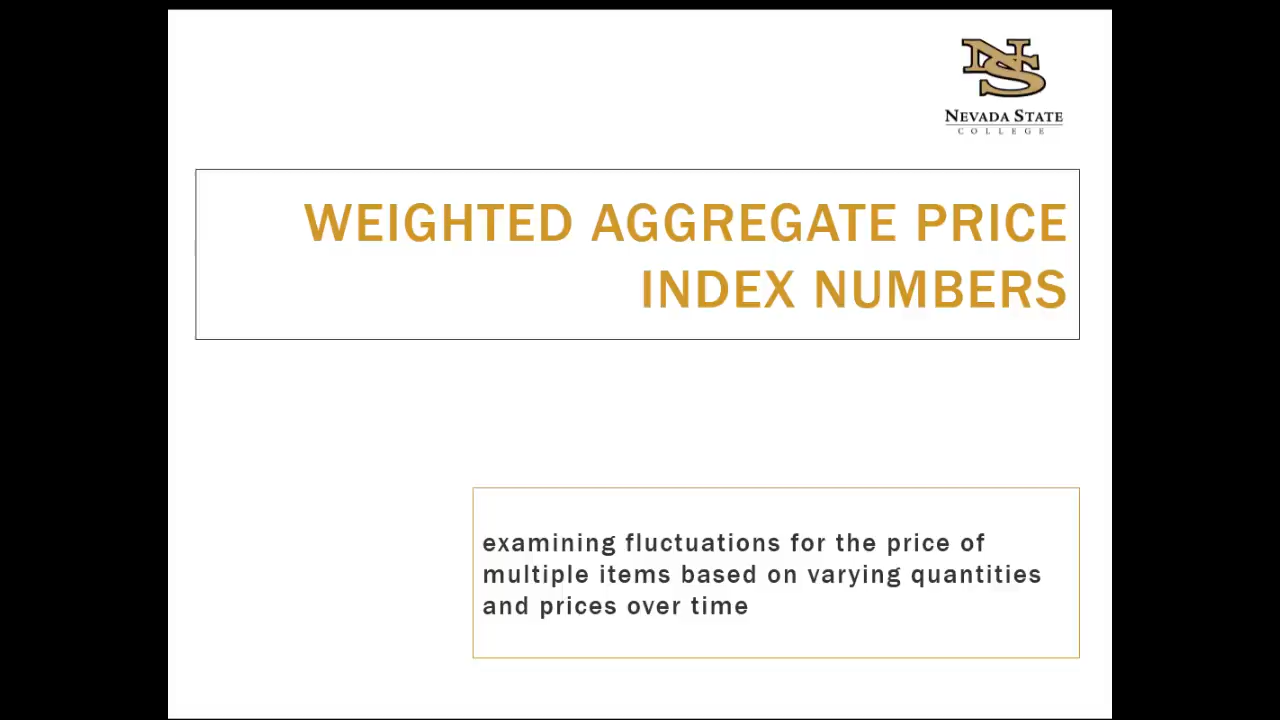 NS
NEVADA STATE
COLLEGE
WEIGHTED AGGREGATE PRICE
INDEX NUMBERS
examining fluctuations for the price of
multiple items based on varying quantities
and prices over time